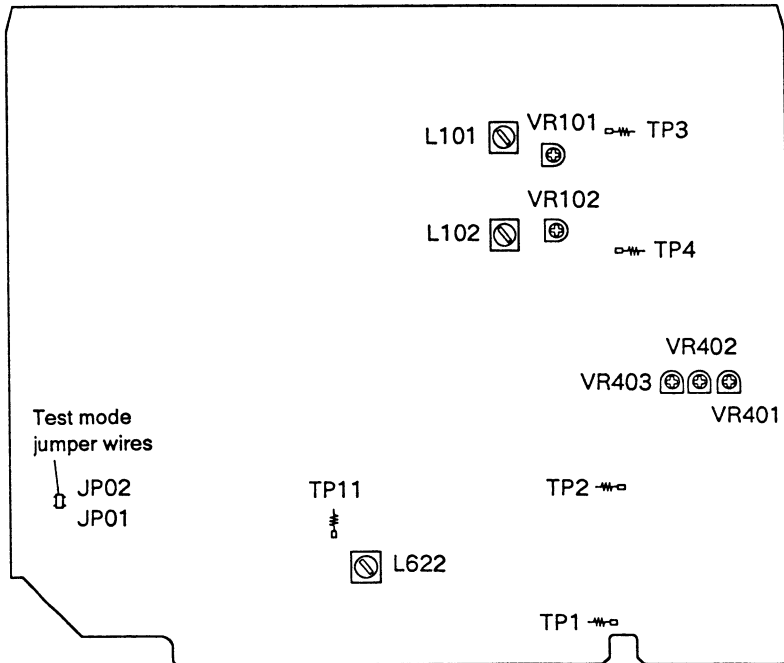 L101
VR101
TP3
VR102
L102
TP4
VR402
VR403
VR401
Test mode
jumper wires
JP02
JP01
TP11
TP2
L622
TP1